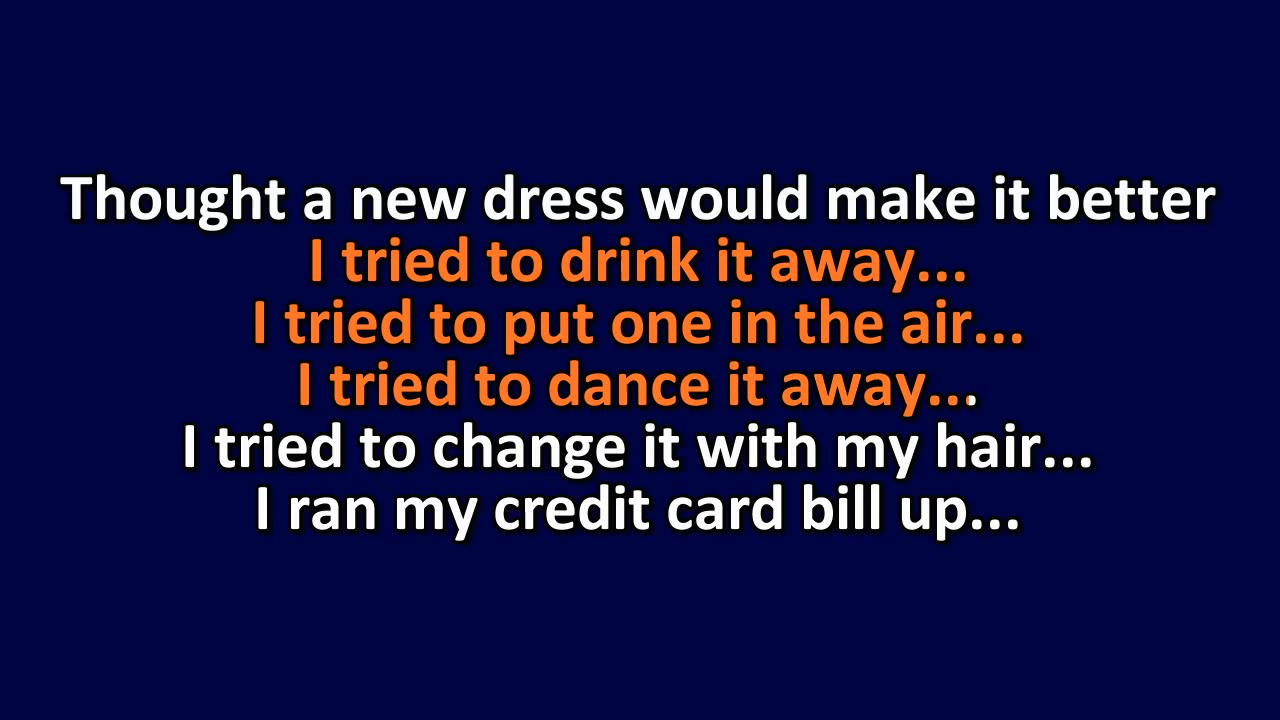 Thought a new dress would make it better
I tried to drink it away...
I tried to put one in the air...
I tried to dance it away...
I tried to change it with my hair...
I ran my credit card bill up...